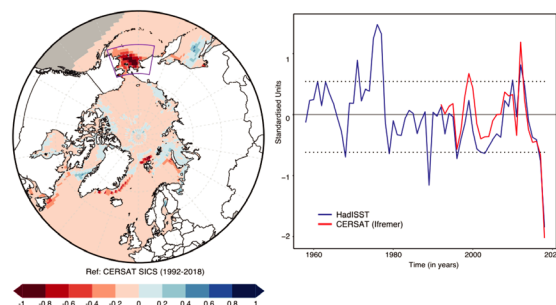 Ref: CERSAT SICS (1992-2018)
-1 -0.8 -0.6 -0.4 -0.2 0 0.2 0.4 0.6 0.8 1
Standardised Units
1
0
-1
-2
HadISST
CERSAT (Ifremer)
1960 1980 2000 202
Time (in years)